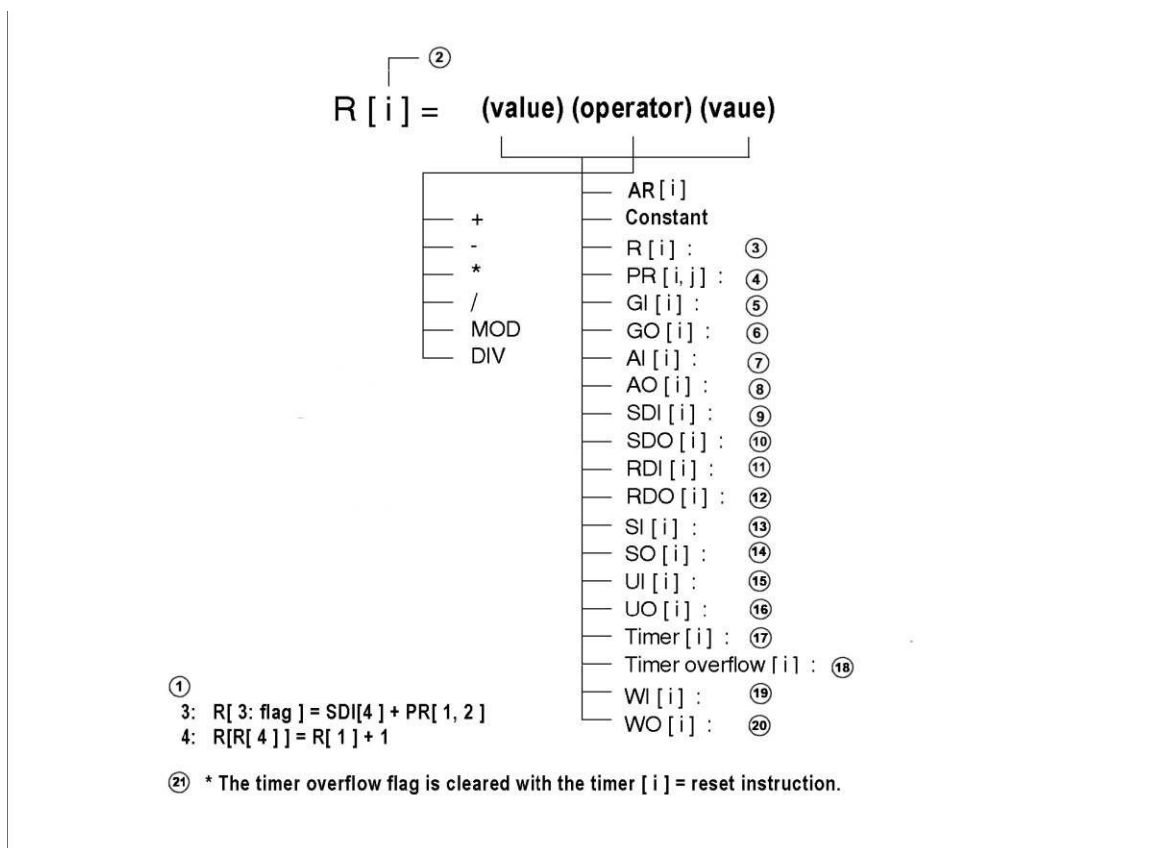 ②
R [ i ] = (value) (operator) (vaue)
AR [ i ]
Constant
+
R [ i ] : ③
-
PR [ i, j ] : ④
*
GI [ i ] : ⑤
/
GO [ i ] : ⑥
MOD
AI [ i ] : ⑦
DIV
AO [ i ] : ⑧
SDI [ i ] : ⑨
SDO [ i ] : ⑩
RDI [ i ] : ⑪
RDO [ i ] : ⑫
SI [ i ] : ⑬
SO [ i ] : ⑭
UI [ i ] : ⑮
UO [ i ] : ⑯
Timer [ i ] : ⑰
Timer overflow [ i ] : ⑱
WI [ i ] : ⑲
WO [ i ] : ⑳
①
3: R[ 3: flag ] = SDI[4 ] + PR[ 1, 2 ]
4: R[R[ 4 ] ] = R[ 1 ] + 1
㉑ * The timer overflow flag is cleared with the timer [ i ] = reset instruction.